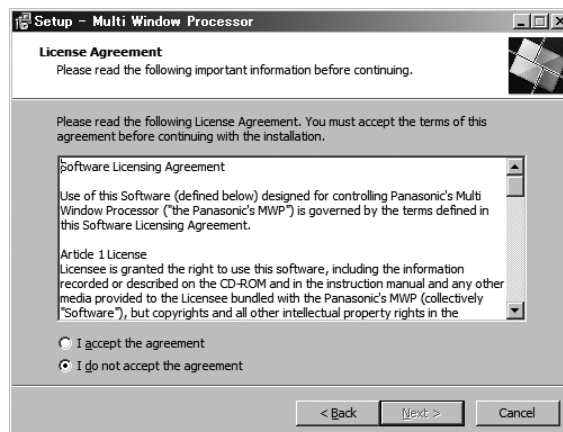 Setup – Multi Window Processor
License Agreement
Please read the following important information before continuing.
Please read the following License Agreement. You must accept the terms of this
agreement before continuing with the installation.
Software Licensing Agreement
Use of this Software (defined below) designed for controlling Panasonic's Multi
Window Processor ("the Panasonic's MWP") is governed by the terms defined in
this Software Licensing Agreement.
Article 1 License
Licensee is granted the right to use this software, including the information
recorded or described on the CD-ROM and in the instruction manual and any other
media provided to the Licensee bundled with the Panasonic's MWP (collectively
"Software"), but copyrights and all other intellectual property rights in the
I accept the agreement
I do not accept the agreement
< Back
Next >
Cancel